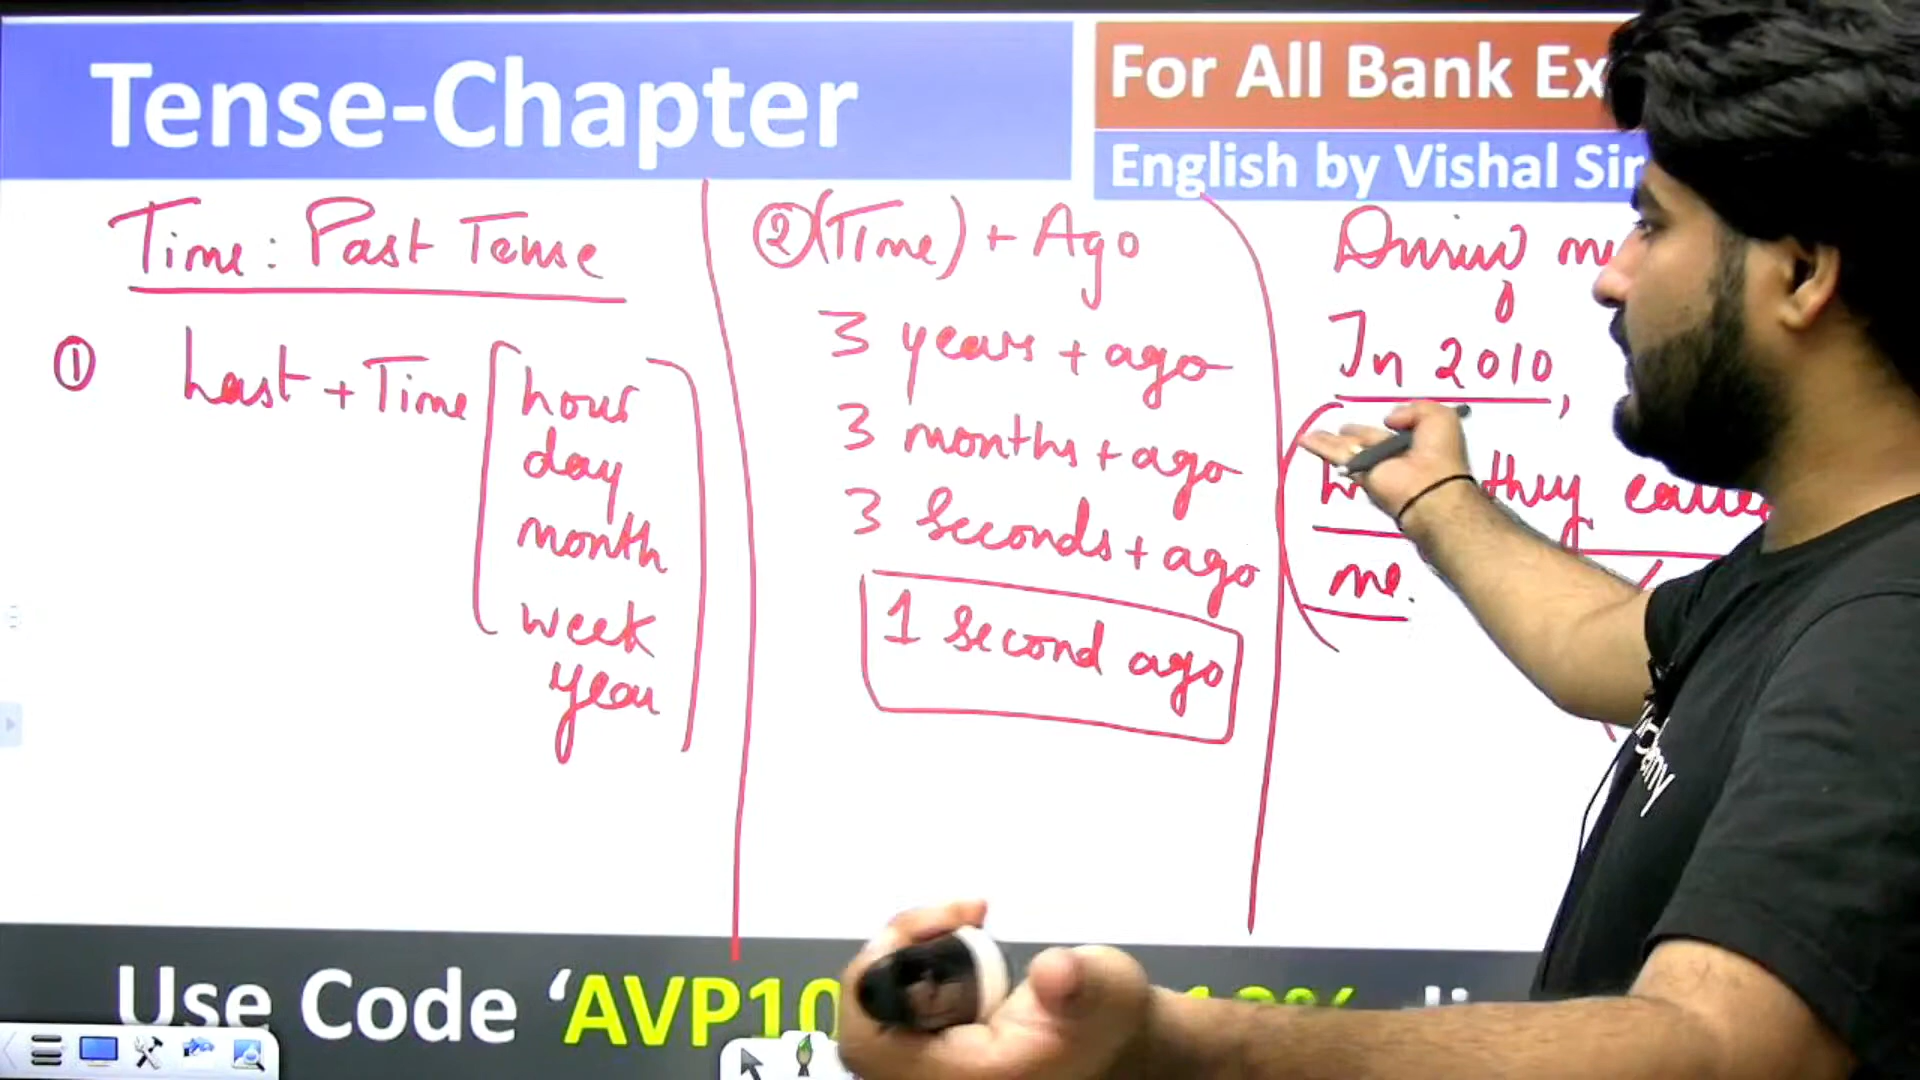 Tense-Chapter
For All Bank Ex
English by Vishal Sir
Time: Past Tense
① Last + Time
hour
day
month
week
year
② (Time) + Ago
3 years + ago
3 months + ago
3 Seconds + ago
1 Second ago
During
In 2010,
they called
me.
Use Code ‘AVP10